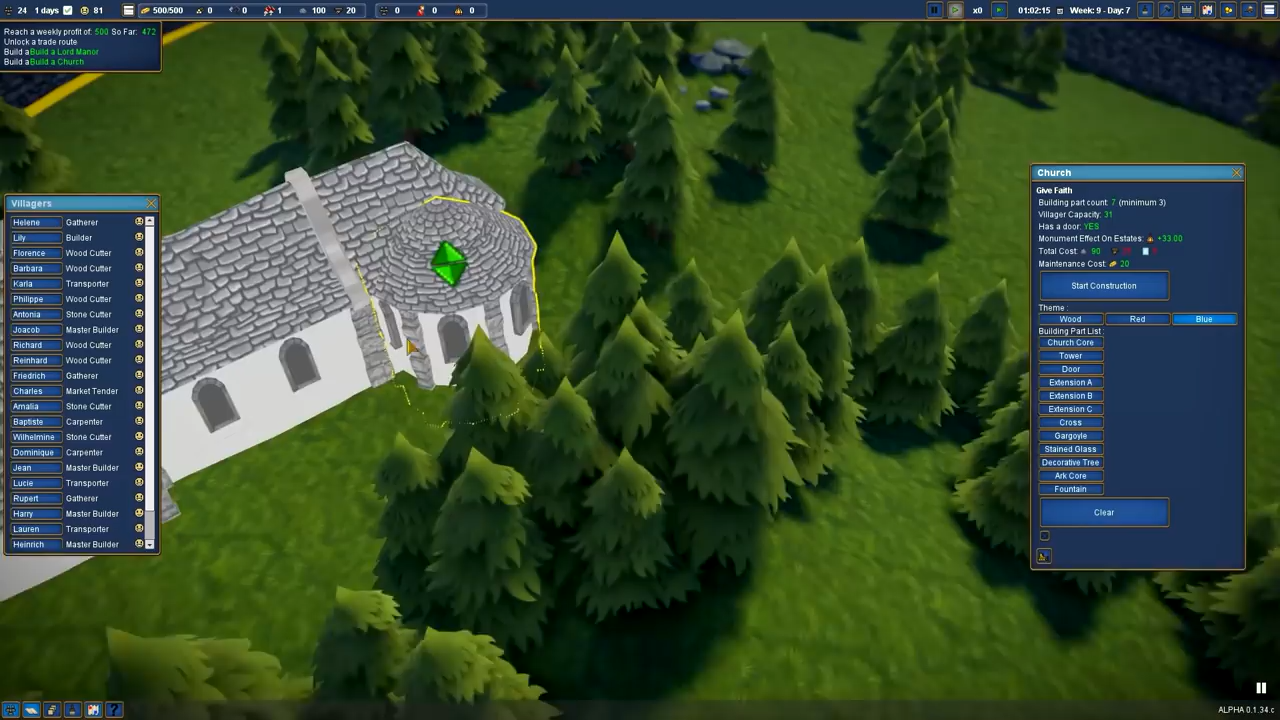 24 1 days 81 500/500 0 0 1 100 20 0 0 0 x0 01:02:15 Week: 9 - Day: 7
Reach a weekly profit of: 500 So Far: 472
Unlock a trade route
Build a Build a Lord Manor
Build a Build a Church
Villagers
Helene Gatherer
Lily Builder
Florence Wood Cutter
Barbara Wood Cutter
Karla Transporter
Philippe Wood Cutter
Antonia Stone Cutter
Joacob Master Builder
Richard Wood Cutter
Reinhard Wood Cutter
Friedrich Gatherer
Charles Market Tender
Amalia Stone Cutter
Baptiste Carpenter
Wilhelmine Stone Cutter
Dominique Carpenter
Jean Master Builder
Lucie Transporter
Rupert Gatherer
Harry Master Builder
Lauren Transporter
Heinrich Master Builder
Church
Give Faith
Building part count: 7 (minimum 3)
Villager Capacity: 31
Has a door: YES
Monument Effect On Estates: +33.00
Total Cost: 90
Maintenance Cost: 20
Start Construction
Theme :
Wood Red Blue
Building Part List:
Church Core
Tower
Door
Extension A
Extension B
Extension C
Cross
Gargoyle
Stained Glass
Decorative Tree
Ark Core
Fountain
Clear
ALPHA 0.1.34.c